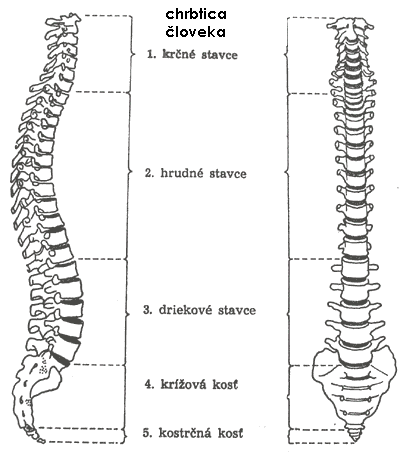 chrbtica
človeka
1. krčné stavce
2. hrudné stavce
3. driekové stavce
4. krížová kosť
5. kostrčná kosť